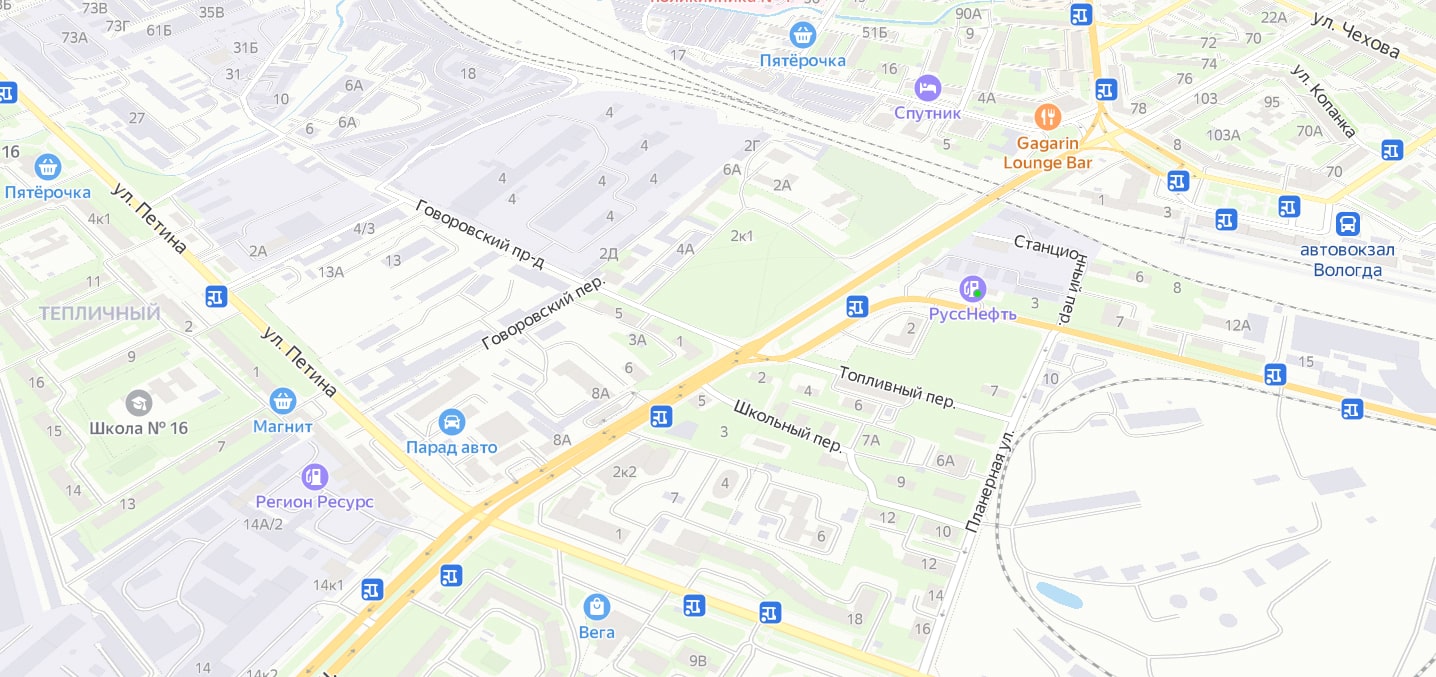 73В
35В
73А
73Г
61Б
31Б
31
10
27
6
6А
6А
18
17
51Б
Пятёрочка
16
90А
9
22А
ул. Чехова
72
70
74
76
ул. Копанка
Спутник
4А
78
103
95
103А
70А
Gagarin
Lounge Bar
5
8
70
16
Пятёрочка
ул. Петина
4к1
2А
4/3
13
13А
Говоровский пр-д
4
4
4
4
4
4
4
2Г
6А
2А
2к1
2Д
4А
1
3
автовокзал
Вологда
Станционный пер.
6
8
11
ТЕПЛИЧНЫЙ
2
Говоровский пер.
5
РуссНефть
3
7
12А
2
ул. Петина
9
1
3А
1
6
15
16
Школа № 16
Магнит
8А
2
4
Топливный пер.
6
7
10
15
7
Парад авто
8А
5
3
Школьный пер.
7А
6А
Планерная ул.
14
13
Регион Ресурс
14А/2
2к2
7
4
9
1
6
12
10
12
14к1
14
Вега
18
16
14
14к2
9В